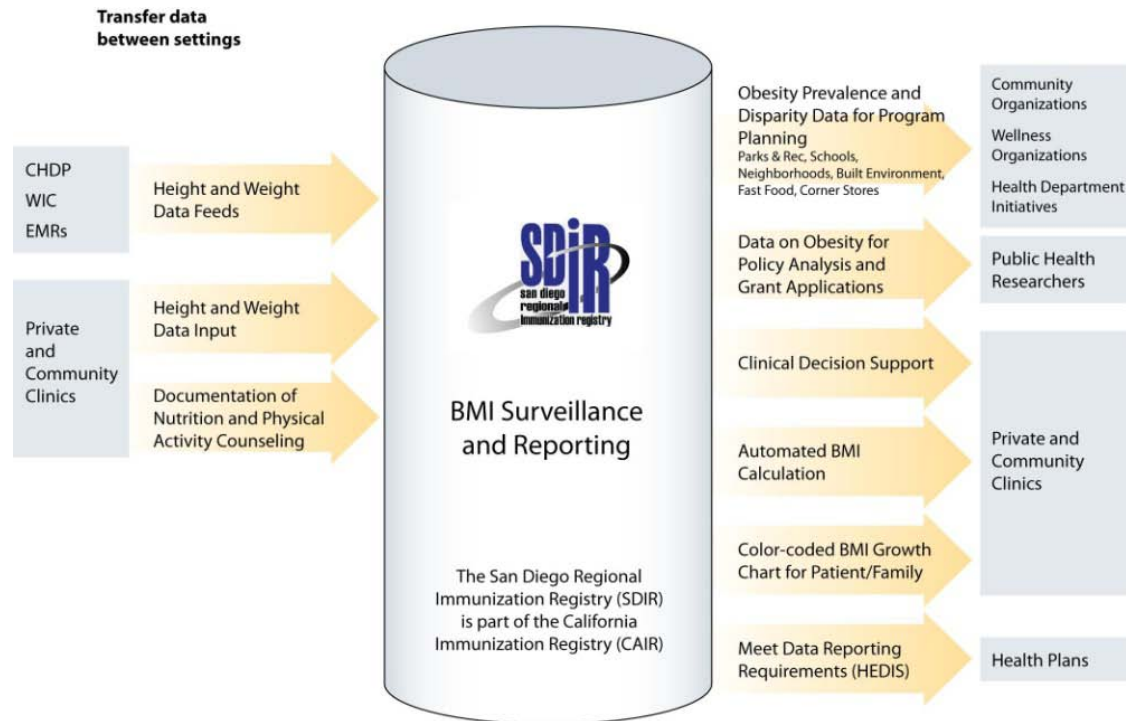 Transfer data
between settings
CHDP
WIC
EMRs
Height and Weight
Data Feeds
Private
and
Community
Clinics
Height and Weight
Data Input
Documentation of
Nutrition and Physical
Activity Counseling
SDiR
san diego
regional
Immunization registry
BMI Surveillance
and Reporting
The San Diego Regional
Immunization Registry (SDIR)
is part of the California
Immunization Registry (CAIR)
Obesity Prevalence and
Disparity Data for Program
Planning
Parks & Rec, Schools,
Neighborhoods, Built Environment,
Fast Food, Corner Stores
Community
Organizations
Wellness
Organizations
Health Department
Initiatives
Data on Obesity for
Policy Analysis and
Grant Applications
Public Health
Researchers
Clinical Decision Support
Automated BMI
Calculation
Color-coded BMI Growth
Chart for Patient/Family
Private and
Community
Clinics
Meet Data Reporting
Requirements (HEDIS)
Health Plans